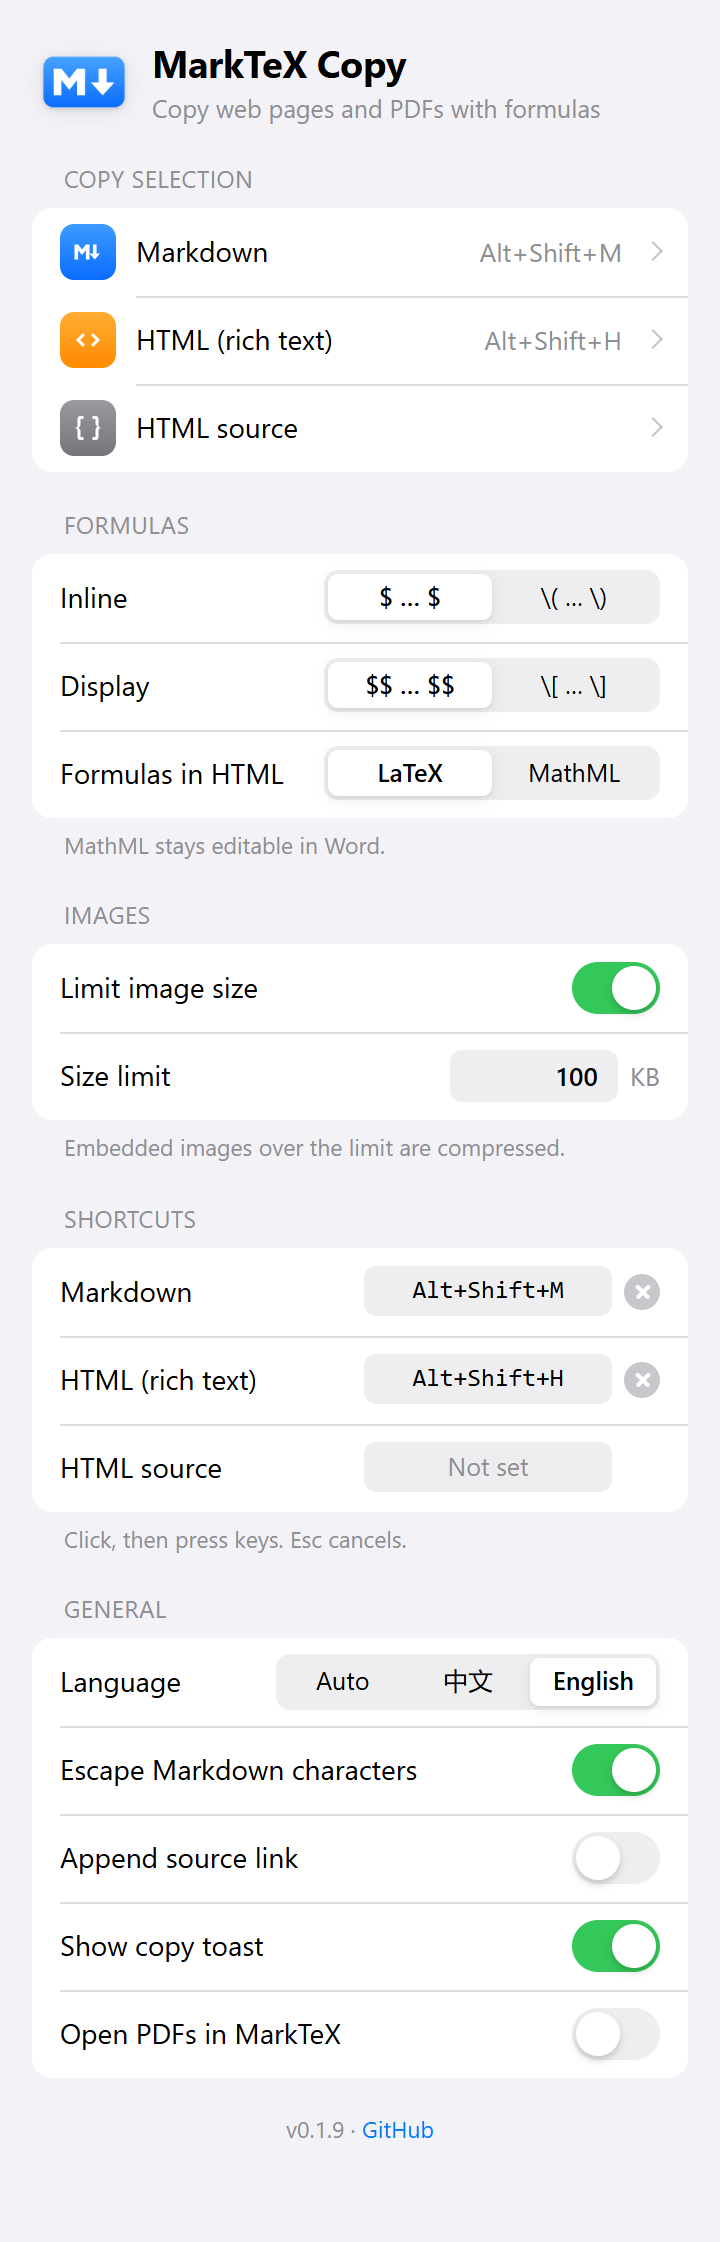 M↓
MarkTeX Copy
Copy web pages and PDFs with formulas
COPY SELECTION
M↓ Markdown Alt+Shift+M
<> HTML (rich text) Alt+Shift+H
{ } HTML source
FORMULAS
Inline $ ... $ \( ... \)
Display $$ ... $$ \[ ... \]
Formulas in HTML LaTeX MathML
MathML stays editable in Word.
IMAGES
Limit image size
Size limit 100 KB
Embedded images over the limit are compressed.
SHORTCUTS
Markdown Alt+Shift+M
HTML (rich text) Alt+Shift+H
HTML source Not set
Click, then press keys. Esc cancels.
GENERAL
Language Auto 中文 English
Escape Markdown characters
Append source link
Show copy toast
Open PDFs in MarkTeX
v0.1.9 · GitHub